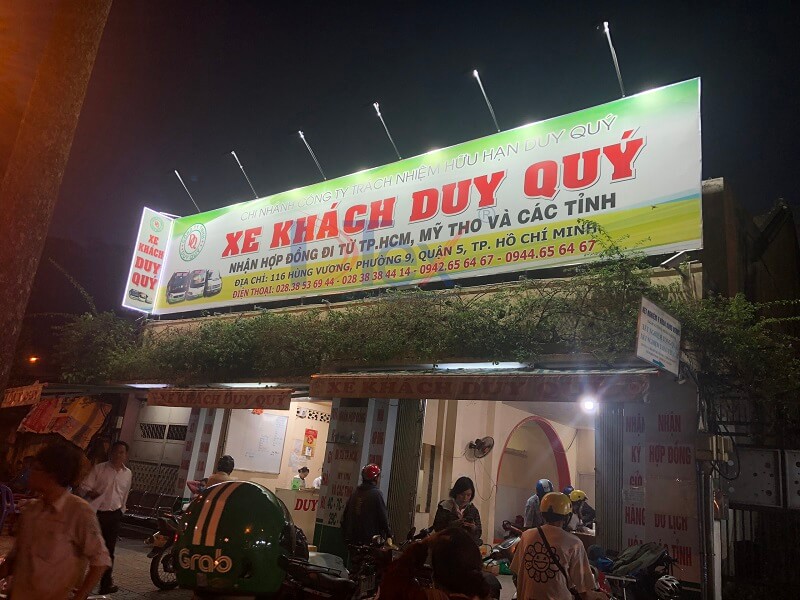 CHI NHÁNH CÔNG TY TRÁCH NHIỆM HỮU HẠN DUY QUÝ
XE KHÁCH DUY QUÝ
NHẬN HỢP ĐỒNG ĐI TỪ TP.HCM, MỸ THO VÀ CÁC TỈNH
ĐỊA CHỈ: 116 HÙNG VƯƠNG, PHƯỜNG 9, QUẬN 5, TP. HỒ CHÍ MINH
ĐIỆN THOẠI: 028.38 53 69 44 - 028 38 38 44 14 - 0942.65 64 67 - 0944.65 64 67
XE
KHÁCH
DUY
QUÝ
XE KHÁCH DUY QUÝ
XE KHÁCH DUY
DUY
NHẬN
KÝ
GỬI
HÀNG
NHẬN
HỢP ĐỒNG
DU LỊCH
CÁC TỈNH
Grab